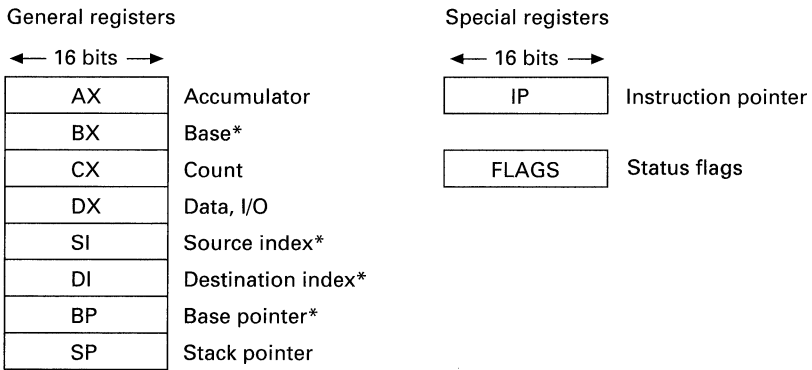 General registers
16 bits
AX Accumulator
BX Base*
CX Count
DX Data, I/O
SI Source index*
DI Destination index*
BP Base pointer*
SP Stack pointer
Special registers
16 bits
IP Instruction pointer
FLAGS Status flags